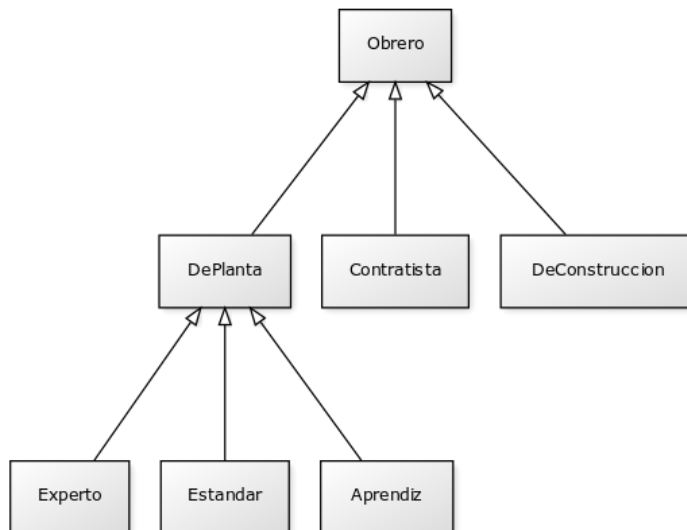 Obrero
DePlanta
Contratista
DeConstruccion
Experto
Estandar
Aprendiz